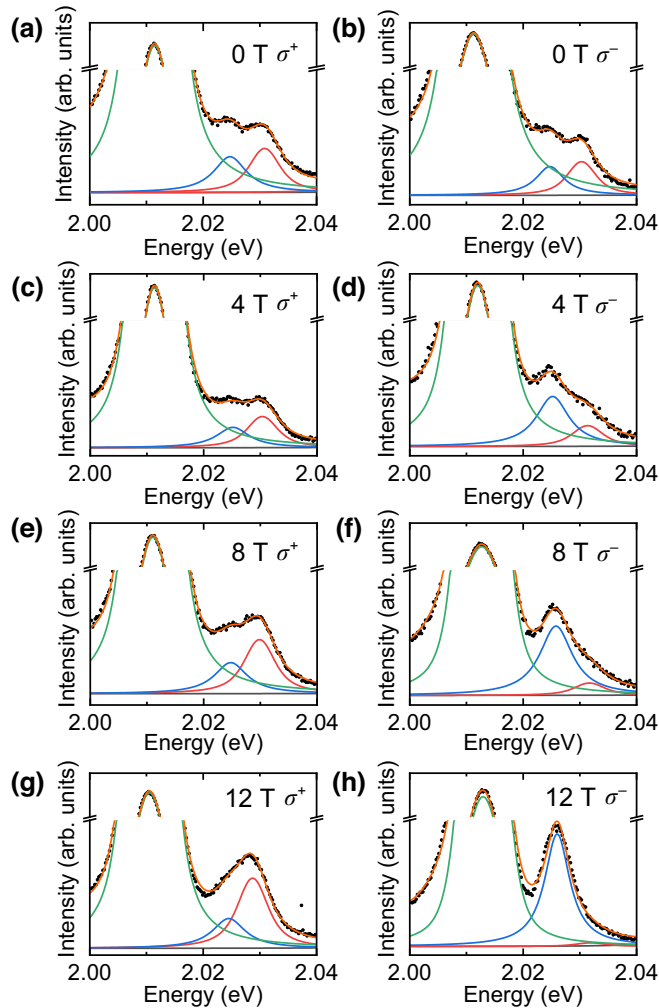 (a)
Intensity (arb. units)
0 T σ⁺
2.00
2.02
2.04
Energy (eV)
(b)
Intensity (arb. units)
0 T σ⁻
2.00
2.02
2.04
Energy (eV)
(c)
Intensity (arb. units)
4 T σ⁺
2.00
2.02
2.04
Energy (eV)
(d)
Intensity (arb. units)
4 T σ⁻
2.00
2.02
2.04
Energy (eV)
(e)
Intensity (arb. units)
8 T σ⁺
2.00
2.02
2.04
Energy (eV)
(f)
Intensity (arb. units)
8 T σ⁻
2.00
2.02
2.04
Energy (eV)
(g)
Intensity (arb. units)
12 T σ⁺
2.00
2.02
2.04
Energy (eV)
(h)
Intensity (arb. units)
12 T σ⁻
2.00
2.02
2.04
Energy (eV)